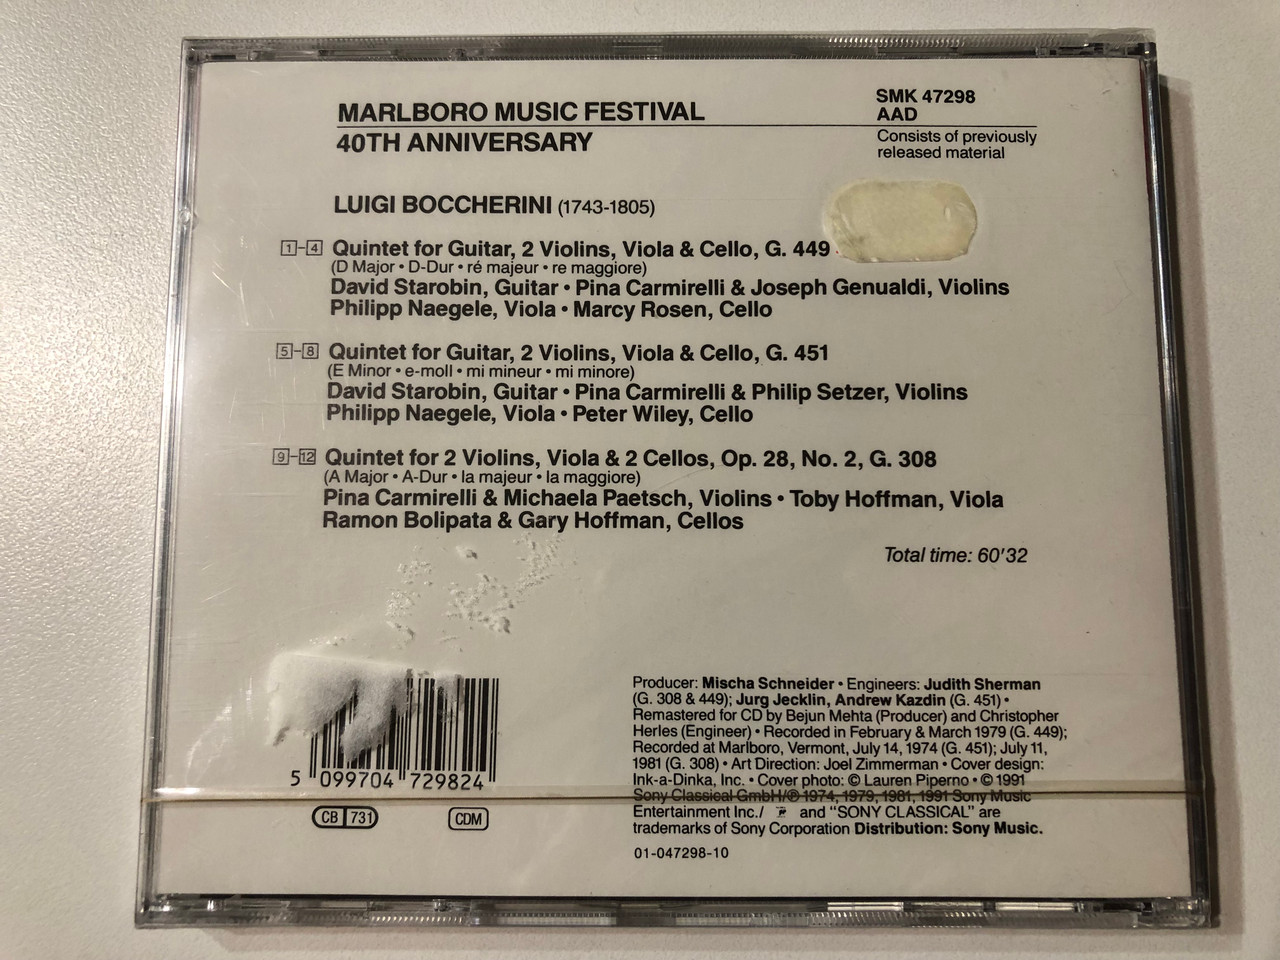 MARLBORO MUSIC FESTIVAL
40TH ANNIVERSARY
SMK 47298
AAD
Consists of previously
released material
LUIGI BOCCHERINI (1743-1805)
1-4 Quintet for Guitar, 2 Violins, Viola & Cello, G. 449
(D Major • D-Dur • ré majeur • re maggiore)
David Starobin, Guitar • Pina Carmirelli & Joseph Genualdi, Violins
Philipp Naegele, Viola • Marcy Rosen, Cello
5-8 Quintet for Guitar, 2 Violins, Viola & Cello, G. 451
(E Minor • e-moll • mi mineur • mi minore)
David Starobin, Guitar • Pina Carmirelli & Philip Setzer, Violins
Philipp Naegele, Viola • Peter Wiley, Cello
9-12 Quintet for 2 Violins, Viola & 2 Cellos, Op. 28, No. 2, G. 308
(A Major • A-Dur • la majeur • la maggiore)
Pina Carmirelli & Michaela Paetsch, Violins • Toby Hoffman, Viola
Ramon Bolipata & Gary Hoffman, Cellos
Total time: 60'32
5 099704 729824
CB 731
CDM
Producer: Mischa Schneider • Engineers: Judith Sherman
(G. 308 & 449); Jurg Jecklin, Andrew Kazdin (G. 451) •
Remastered for CD by Bejun Mehta (Producer) and Christopher
Herles (Engineer) • Recorded in February & March 1979 (G. 449);
Recorded at Marlboro, Vermont, July 14, 1974 (G. 451); July 11,
1981 (G. 308) • Art Direction: Joel Zimmerman • Cover design:
Ink-a-Dinka, Inc. • Cover photo: © Lauren Piperno • © 1991
Sony Classical GmbH/℗ 1974, 1979, 1981, 1991 Sony Music
Entertainment Inc./ and "SONY CLASSICAL" are
trademarks of Sony Corporation Distribution: Sony Music.
01-047298-10